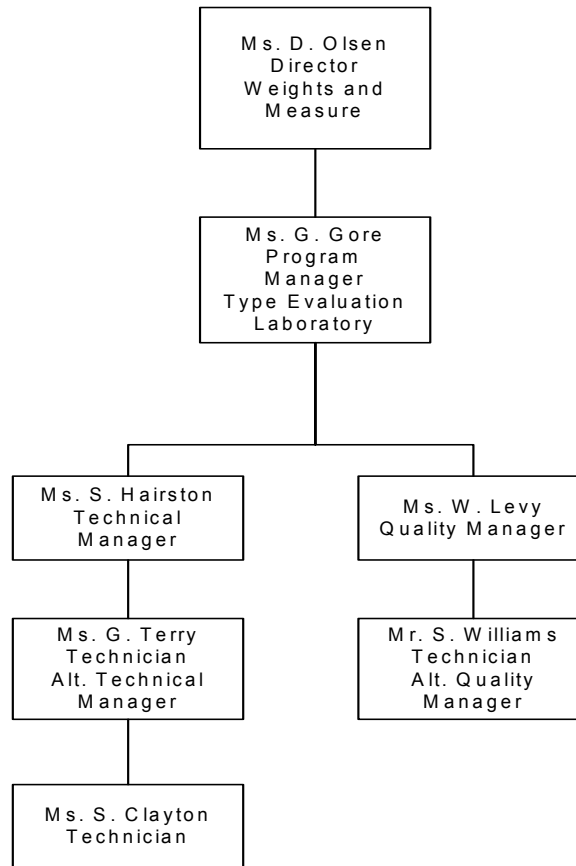 Ms. D. Olsen
Director
Weights and
Measure
Ms. G. Gore
Program
Manager
Type Evaluation
Laboratory
Ms. S. Hairston
Technical
Manager
Ms. W. Levy
Quality Manager
Ms. G. Terry
Technician
Alt. Technical
Manager
Mr. S. Williams
Technician
Alt. Quality
Manager
Ms. S. Clayton
Technician